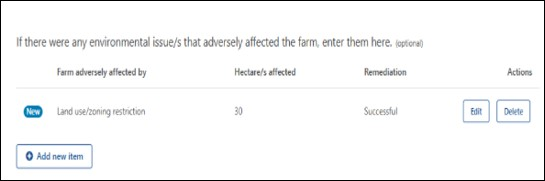 If there were any environmental issue/s that adversely affected the farm, enter them here. (optional)
Farm adversely affected by Hectare/s affected Remediation Actions
New Land use/zoning restriction 30 Successful Edit Delete
Add new item